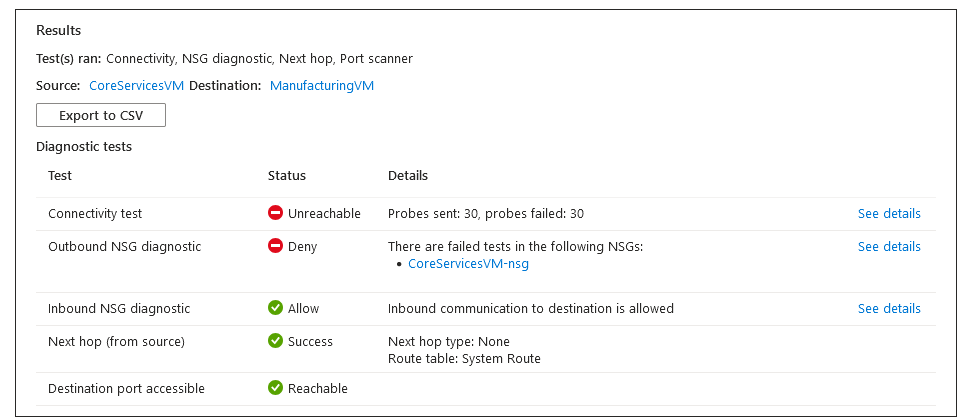 Results
Test(s) ran: Connectivity, NSG diagnostic, Next hop, Port scanner
Source: CoreServicesVM Destination: ManufacturingVM
Export to CSV
Diagnostic tests
Test Status Details
Connectivity test Unreachable Probes sent: 30, probes failed: 30 See details
Outbound NSG diagnostic Deny There are failed tests in the following NSGs: See details
• CoreServicesVM-nsg
Inbound NSG diagnostic Allow Inbound communication to destination is allowed See details
Next hop (from source) Success Next hop type: None
Route table: System Route
Destination port accessible Reachable